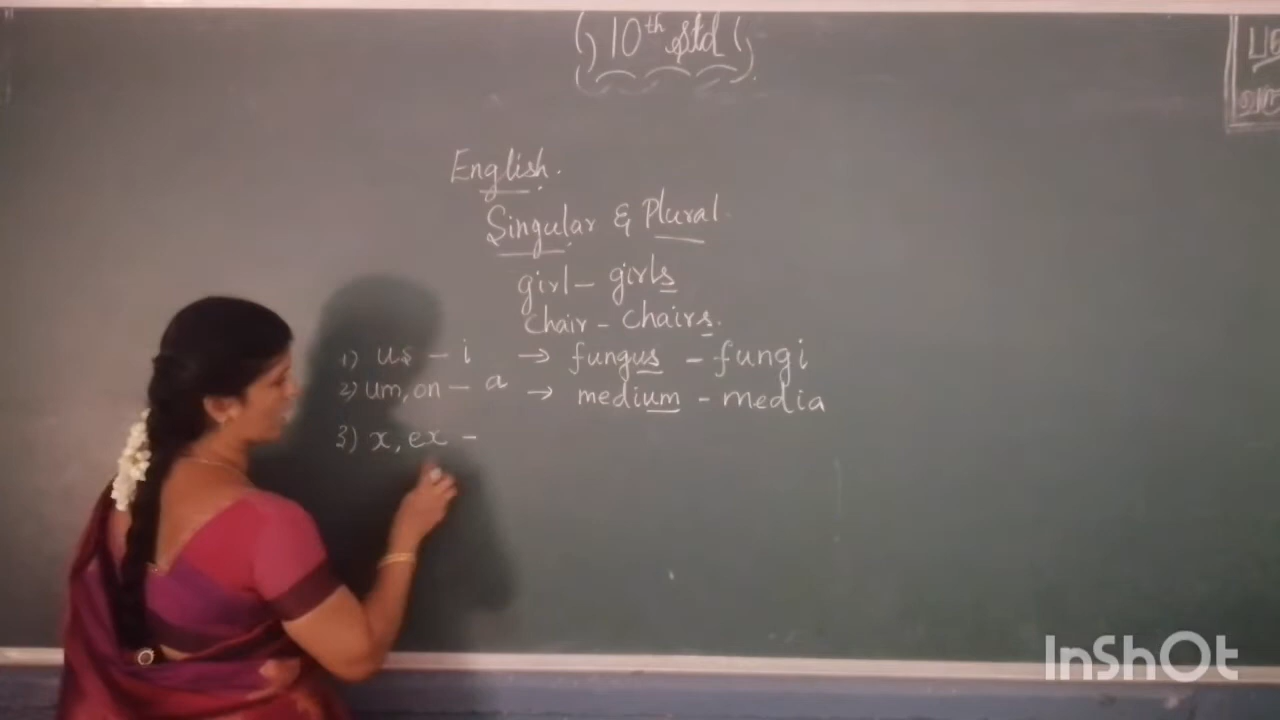 10th std
English.
Singular & Plural.
girl - girls
chair - chairs.
1) us - i → fungus - fungi
2) um, on - a → medium - media
3) x, ex -
InShOt